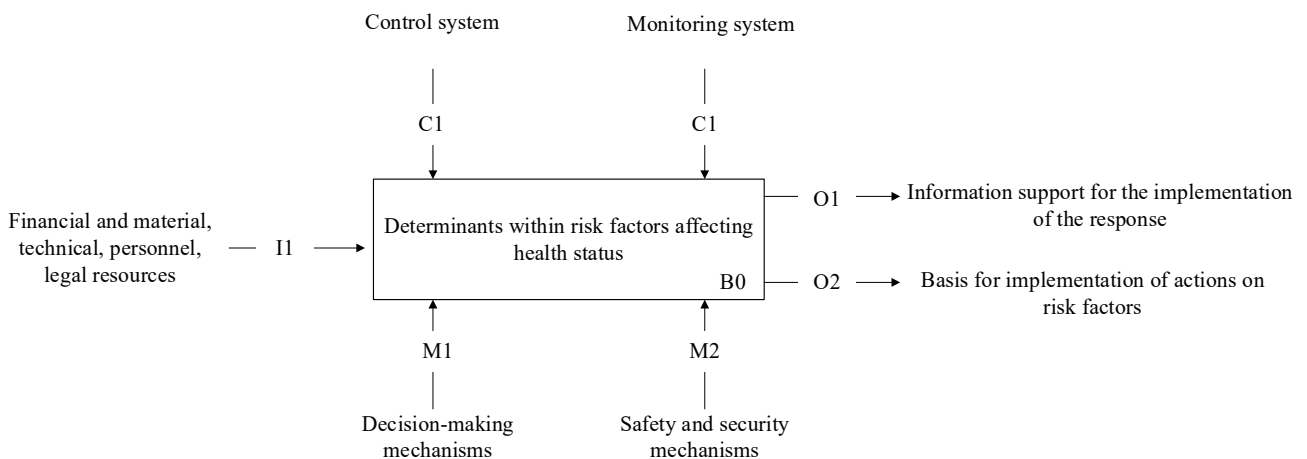 Control system
Monitoring system
C1
C1
Financial and material,
technical, personnel,
legal resources
I1
Determinants within risk factors affecting
health status
B0
O1
Information support for the implementation
of the response
O2
Basis for implementation of actions on
risk factors
M1
M2
Decision-making
mechanisms
Safety and security
mechanisms